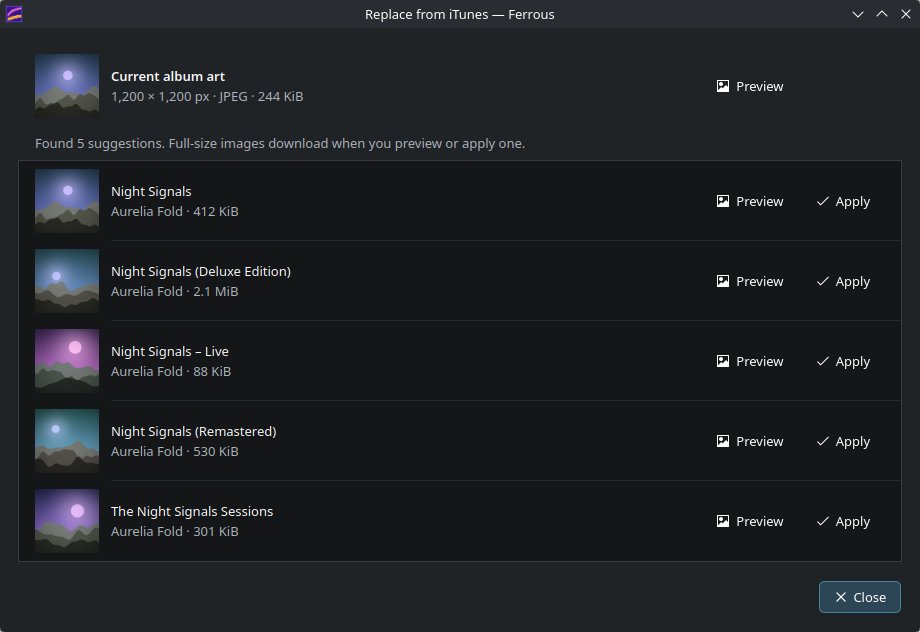 Replace from iTunes — Ferrous
Current album art
1,200 × 1,200 px · JPEG · 244 KiB
Preview
Found 5 suggestions. Full-size images download when you preview or apply one.
Night Signals
Aurelia Fold · 412 KiB
Preview
Apply
Night Signals (Deluxe Edition)
Aurelia Fold · 2.1 MiB
Preview
Apply
Night Signals – Live
Aurelia Fold · 88 KiB
Preview
Apply
Night Signals (Remastered)
Aurelia Fold · 530 KiB
Preview
Apply
The Night Signals Sessions
Aurelia Fold · 301 KiB
Preview
Apply
Close